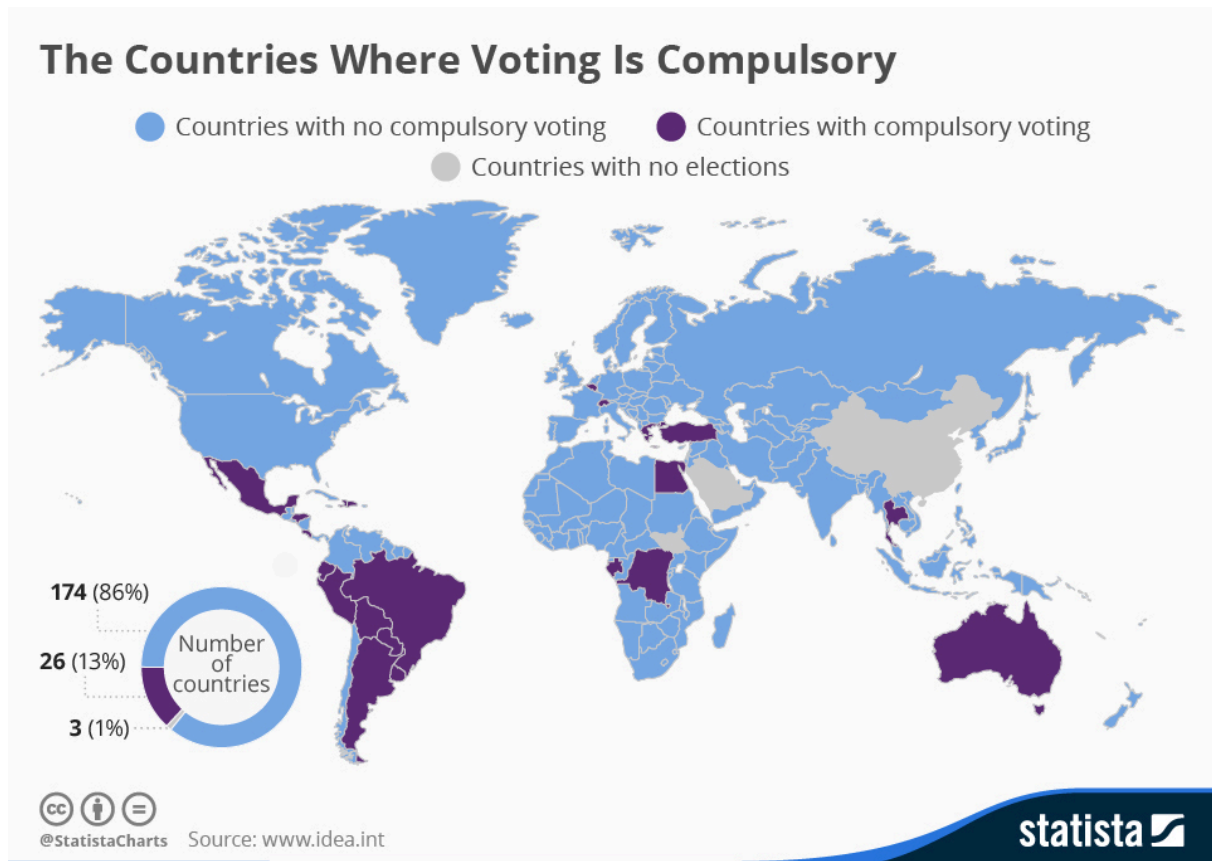 The Countries Where Voting Is Compulsory
Countries with no compulsory voting
Countries with compulsory voting
Countries with no elections
174 (86%)
26 (13%)
3 (1%)
Number
of
countries
cc
@StatistaCharts
Source: www.idea.int
statista